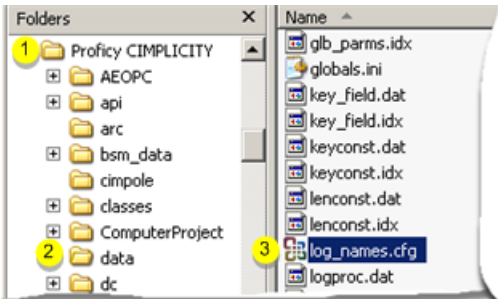 Folders
1 Proficy CIMPLICITY
AEOPC
api
arc
bsm_data
cimpole
classes
ComputerProject
2 data
dc
Name
glb_parms.idx
globals.ini
key_field.dat
key_field.idx
keyconst.dat
keyconst.idx
lenconst.dat
lenconst.idx
3 log_names.cfg
logproc.dat